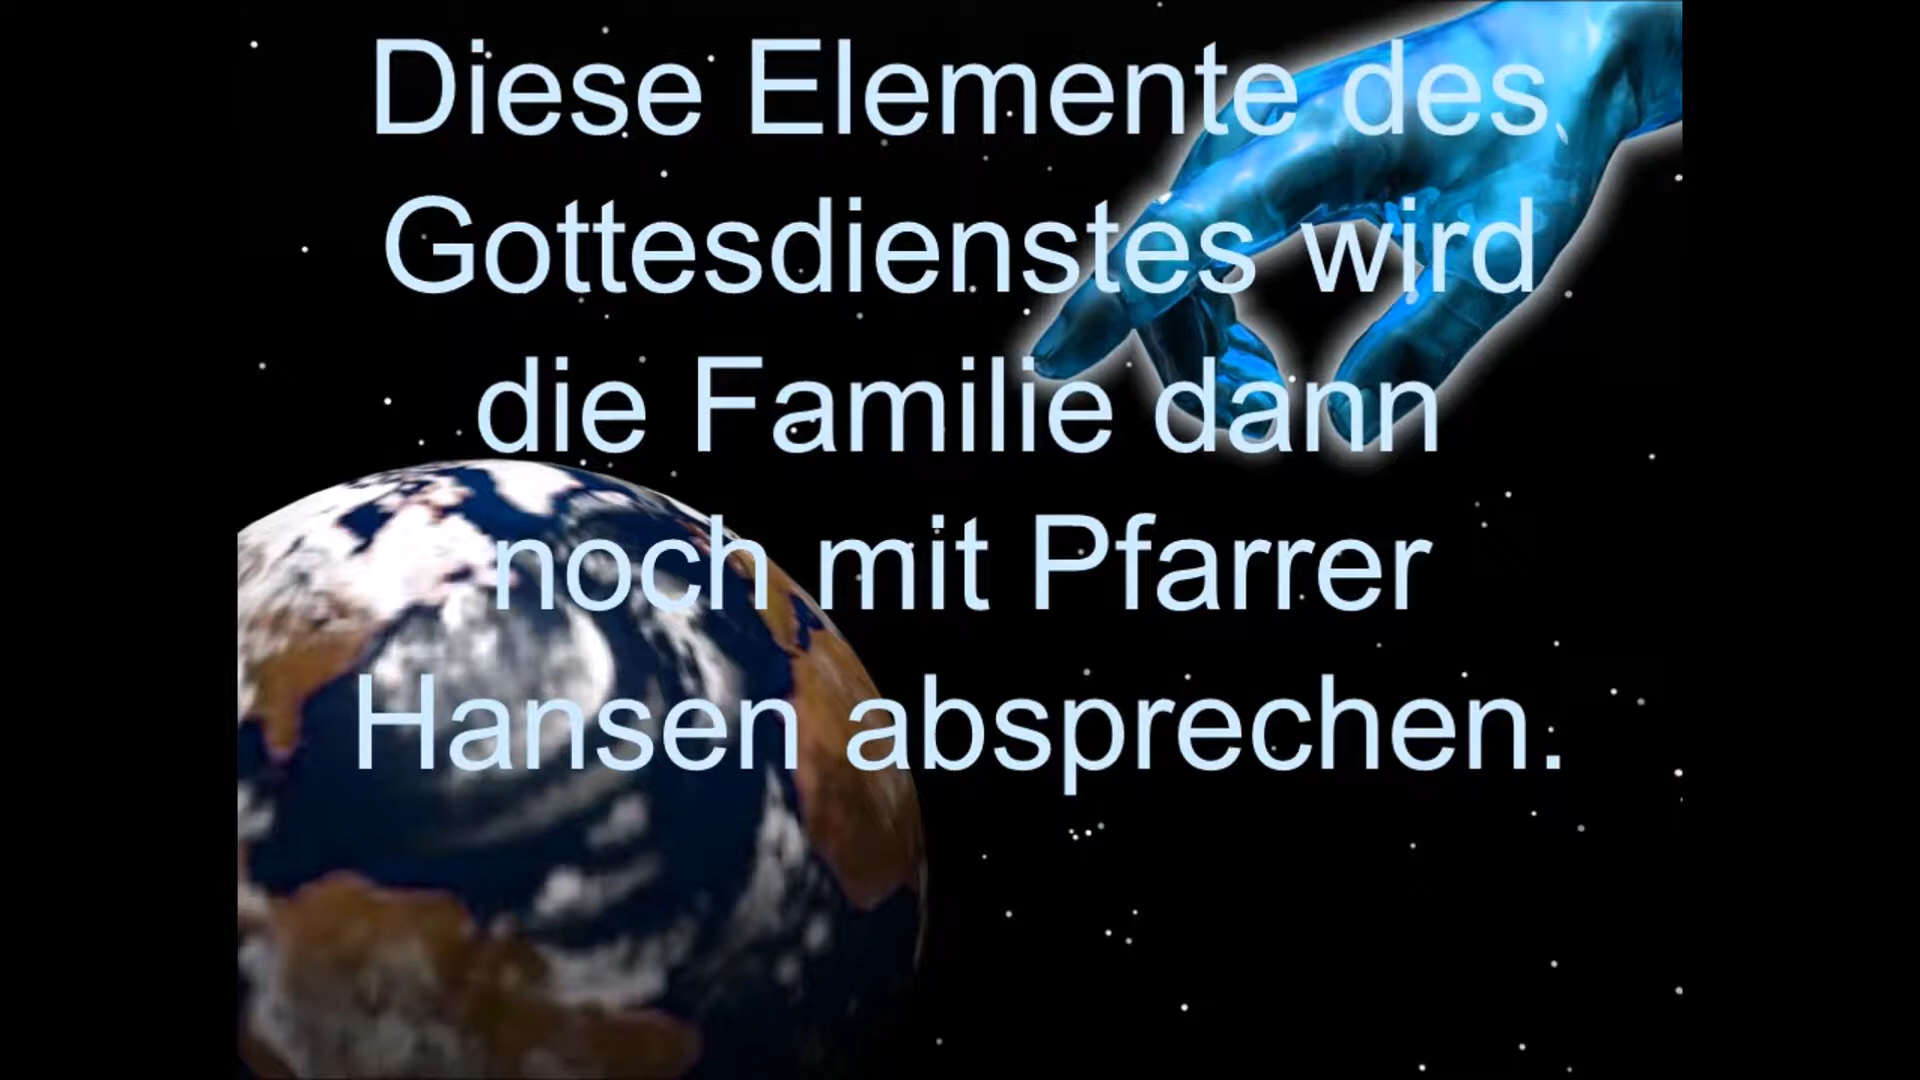 Diese Elemente des
Gottesdienstes wird
die Familie dann
noch mit Pfarrer
Hansen absprechen.